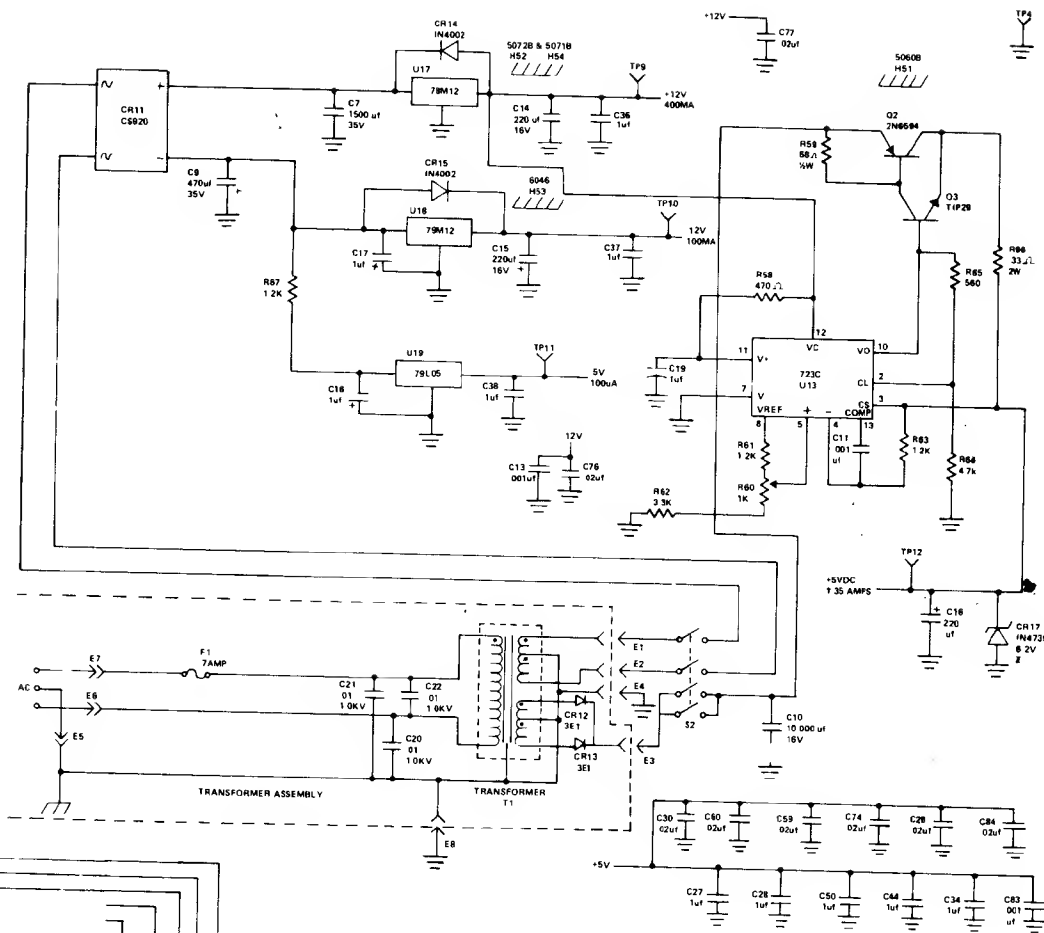 CR14
IN4002
5072B & 5071B
H52 H54
+12V
C77
02uf
TP4
5060B
H51
CR11
CS920
+
-
U17
78M12
C7
1500 uf
35V
C14
220 uf
16V
C36
1uf
TP9
+12V
400MA
Q2
2N6594
R59
68Ω
½W
Q3
TIP29
C9
470uf
35V
+
CR15
IN4002
6046
H53
U18
79M12
C17
1uf
+
C15
220uf
16V
+
C37
1uf
TP10
12V
100MA
R87
1 2K
R58
470 Ω
R65
560
33 Ω
2W
U19
79L05
C16
1uf
+
C38
1uf
TP11
5V
100uA
C19
1uf
12
VC
11
V+
VO
10
723C
U13
CL
2
7
V
CS
3
VREF
+
-
COMP
6
5
4
13
R61
1 2K
C11
001
uf
R63
1 2K
R64
4 7k
R60
1K
R62
3 3K
12V
C13
001uf
C76
02uf
TP12
+5VDC
1 35 AMPS
+
C18
220
uf
CR17
6 2V
Z
E7
F1
7AMP
AC
E6
E5
C21
01
1 0KV
C22
01
1 0KV
C20
01
1 0KV
E1
E2
E4
CR12
3E1
CR13
3E1
E3
S2
C10
10 000 uf
16V
TRANSFORMER ASSEMBLY
TRANSFORMER
T1
E8
C30
02uf
C60
02uf
C59
02uf
C74
02uf
C28
02uf
C84
02uf
+5V
C27
1uf
C28
1uf
C50
1uf
C44
1uf
C34
1uf
C83
001
uf